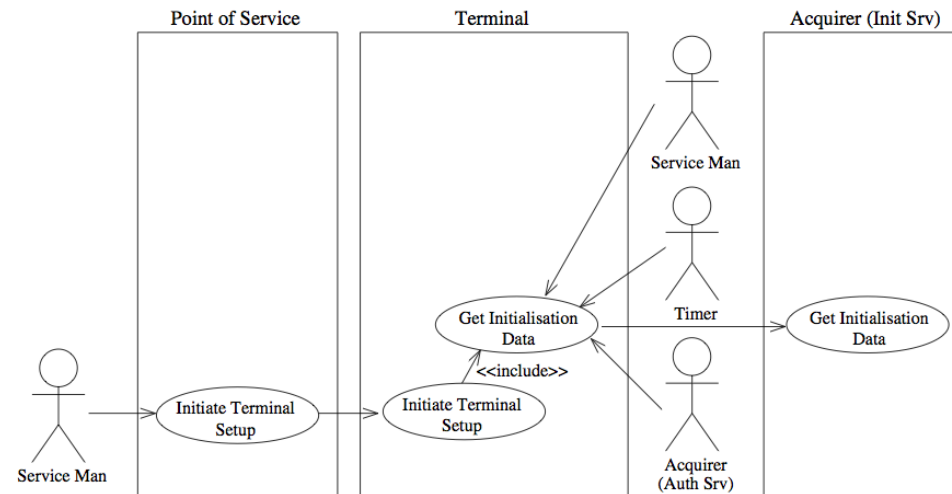 Point of Service
Terminal
Acquirer (Init Srv)
Service Man
Timer
Get Initialisation
Data
Get Initialisation
Data
<<include>>
Initiate Terminal
Setup
Initiate Terminal
Setup
Service Man
Acquirer
(Auth Srv)